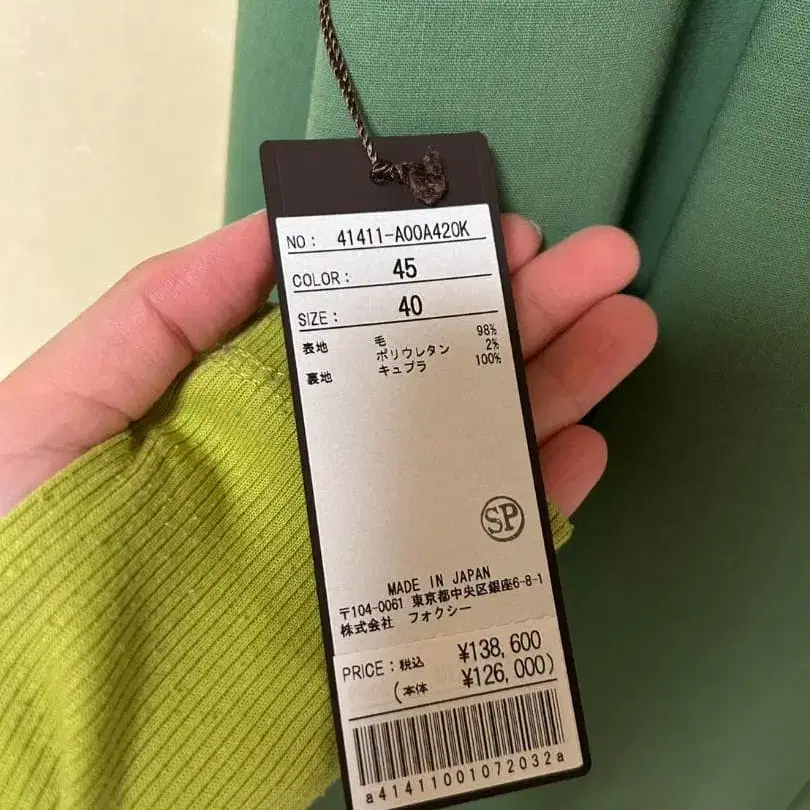 NO: 41411-A00A420K
COLOR: 45
SIZE: 40
表地 毛 98%
ポリウレタン 2%
裏地 キュプラ 100%
SP
MADE IN JAPAN
〒104-0061 東京都中央区銀座6-8-1
株式会社 フォクシー
PRICE: 税込 ¥138,600
(本体 ¥126,000)
a41411001072032a